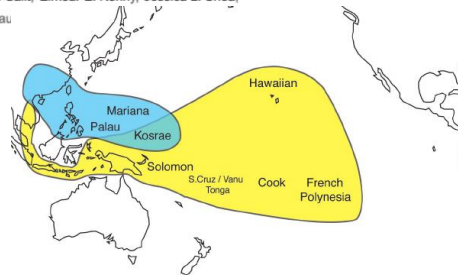 Hawaiian
Mariana
Palau
Kosrae
Solomon
S.Cruz / Vanu
Tonga
Cook
French
Polynesia